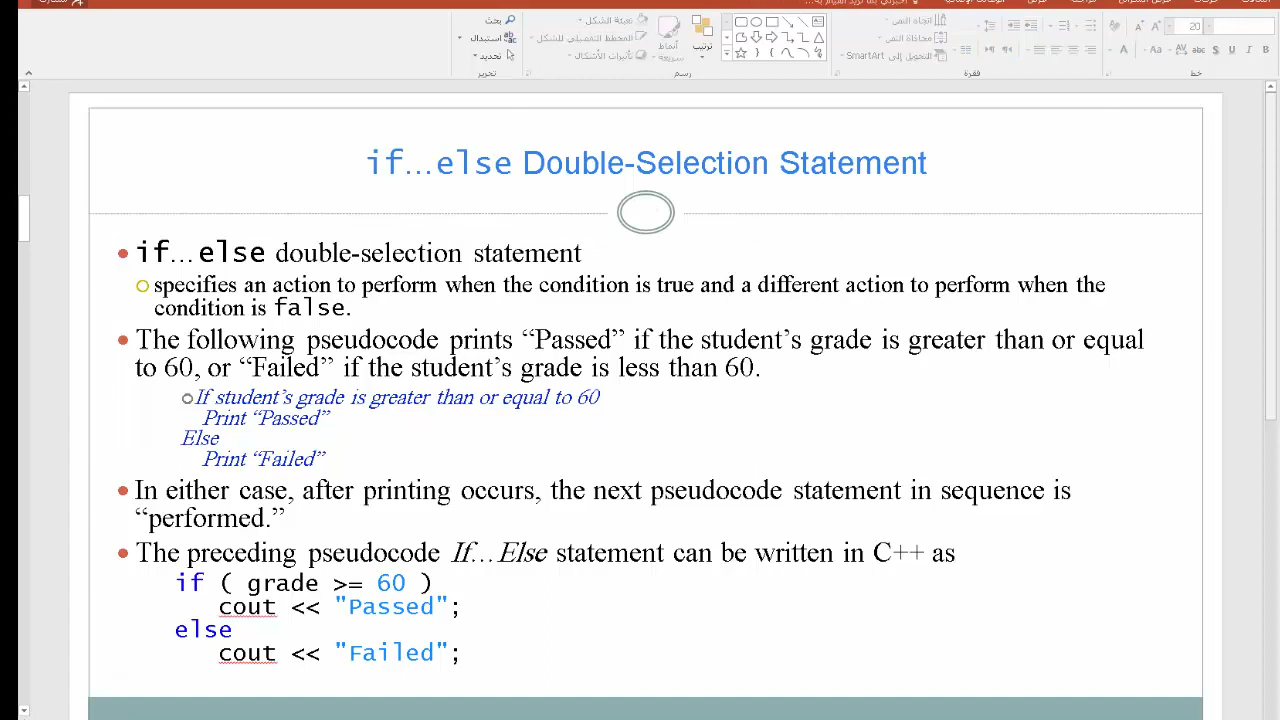 بحث
استبدال
تحديد
تحرير
تعبئة الشكل
المخطط التفصيلي للشكل
تأثيرات الأشكال
أنماط
سريعة
ترتيب
رسم
اتجاه النص
محاذاة النص
التحويل إلى SmartArt
فقرة
20
خط
if…else Double-Selection Statement
if…else double-selection statement
specifies an action to perform when the condition is true and a different action to perform when the
condition is false.
The following pseudocode prints “Passed” if the student’s grade is greater than or equal
to 60, or “Failed” if the student’s grade is less than 60.
If student’s grade is greater than or equal to 60
Print “Passed”
Else
Print “Failed”
In either case, after printing occurs, the next pseudocode statement in sequence is
“performed.”
The preceding pseudocode If…Else statement can be written in C++ as
if ( grade >= 60 )
cout << "Passed";
else
cout << "Failed";